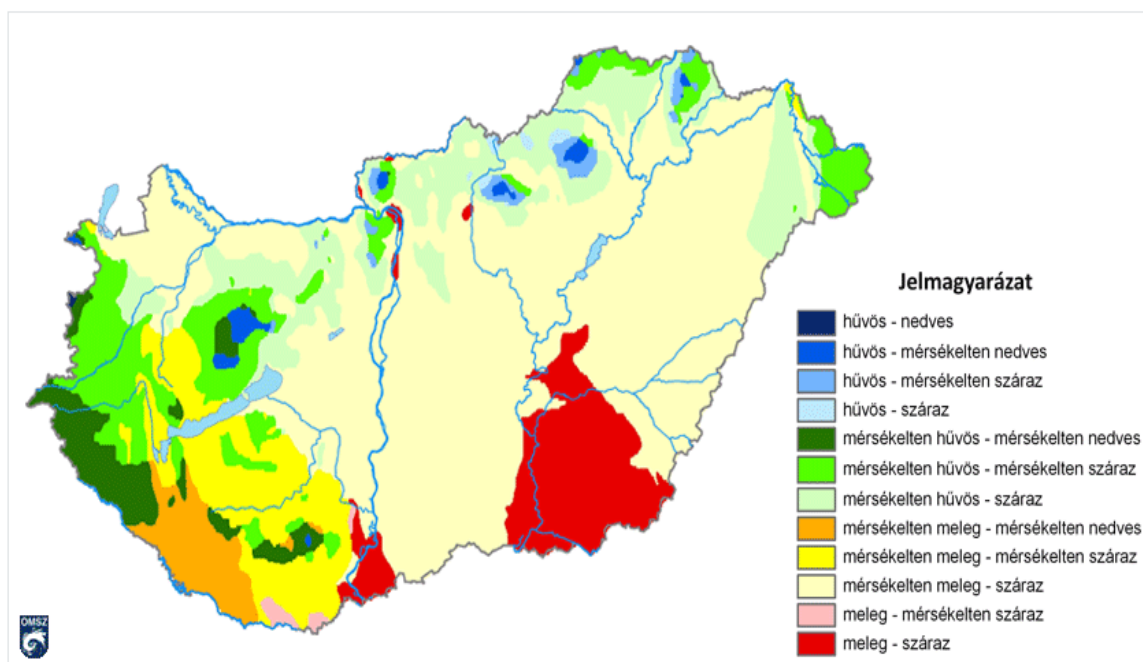 Jelmagyarázat
hűvös - nedves
hűvös - mérsékelten nedves
hűvös - mérsékelten száraz
hűvös - száraz
mérsékelten hűvös - mérsékelten nedves
mérsékelten hűvös - mérsékelten száraz
mérsékelten hűvös - száraz
mérsékelten meleg - mérsékelten nedves
mérsékelten meleg - mérsékelten száraz
mérsékelten meleg - száraz
meleg - mérsékelten száraz
meleg - száraz
OMSZ